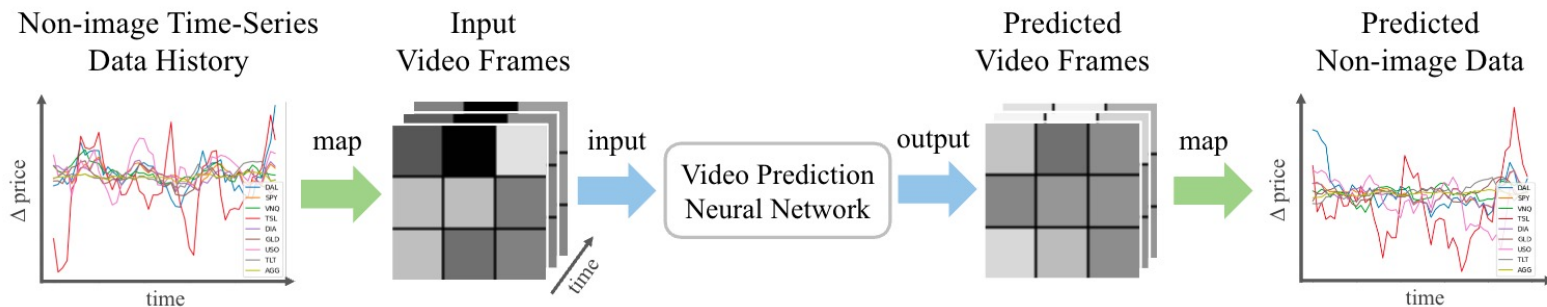 Non-image Time-Series
Data History
Input
Video Frames
Predicted
Video Frames
Predicted
Non-image Data
Δ price
DAL
SPY
VNQ
TSL
DIA
GLD
USO
TLT
AGG
time
map
time
input
Video Prediction
Neural Network
output
map
Δ price
DAL
SPY
VNQ
TSL
DIA
GLD
USO
TLT
AGG
time